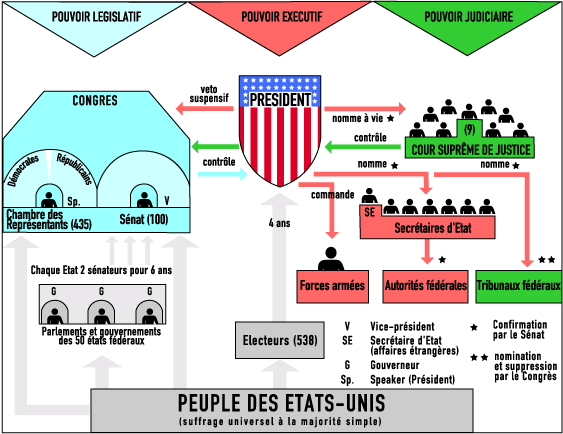 POUVOIR LEGISLATIF
POUVOIR EXECUTIF
POUVOIR JUDICIAIRE
CONGRES
veto
suspensif
PRESIDENT
nomme à vie ★
(9)
COUR SUPRÊME DE JUSTICE
contrôle
contrôle
nomme ★
nomme ★
Démocrates
Républicains
Sp.
V
Chambre des
Représentants (435)
Sénat (100)
commande
4 ans
SE
Secrétaires d'Etat
Chaque Etat 2 sénateurs pour 6 ans
G
G
G
Parlements et gouvernements
des 50 états fédéraux
★
★ ★
Forces armées
Autorités fédérales
Tribunaux fédéraux
Electeurs (538)
V Vice-président
SE Secrétaire d'Etat
(affaires étrangères)
G Gouverneur
Sp. Speaker (Président)
★ Confirmation
par le Sénat
★ ★ nomination
et suppression
par le Congrès
PEUPLE DES ETATS-UNIS
(suffrage universel à la majorité simple)